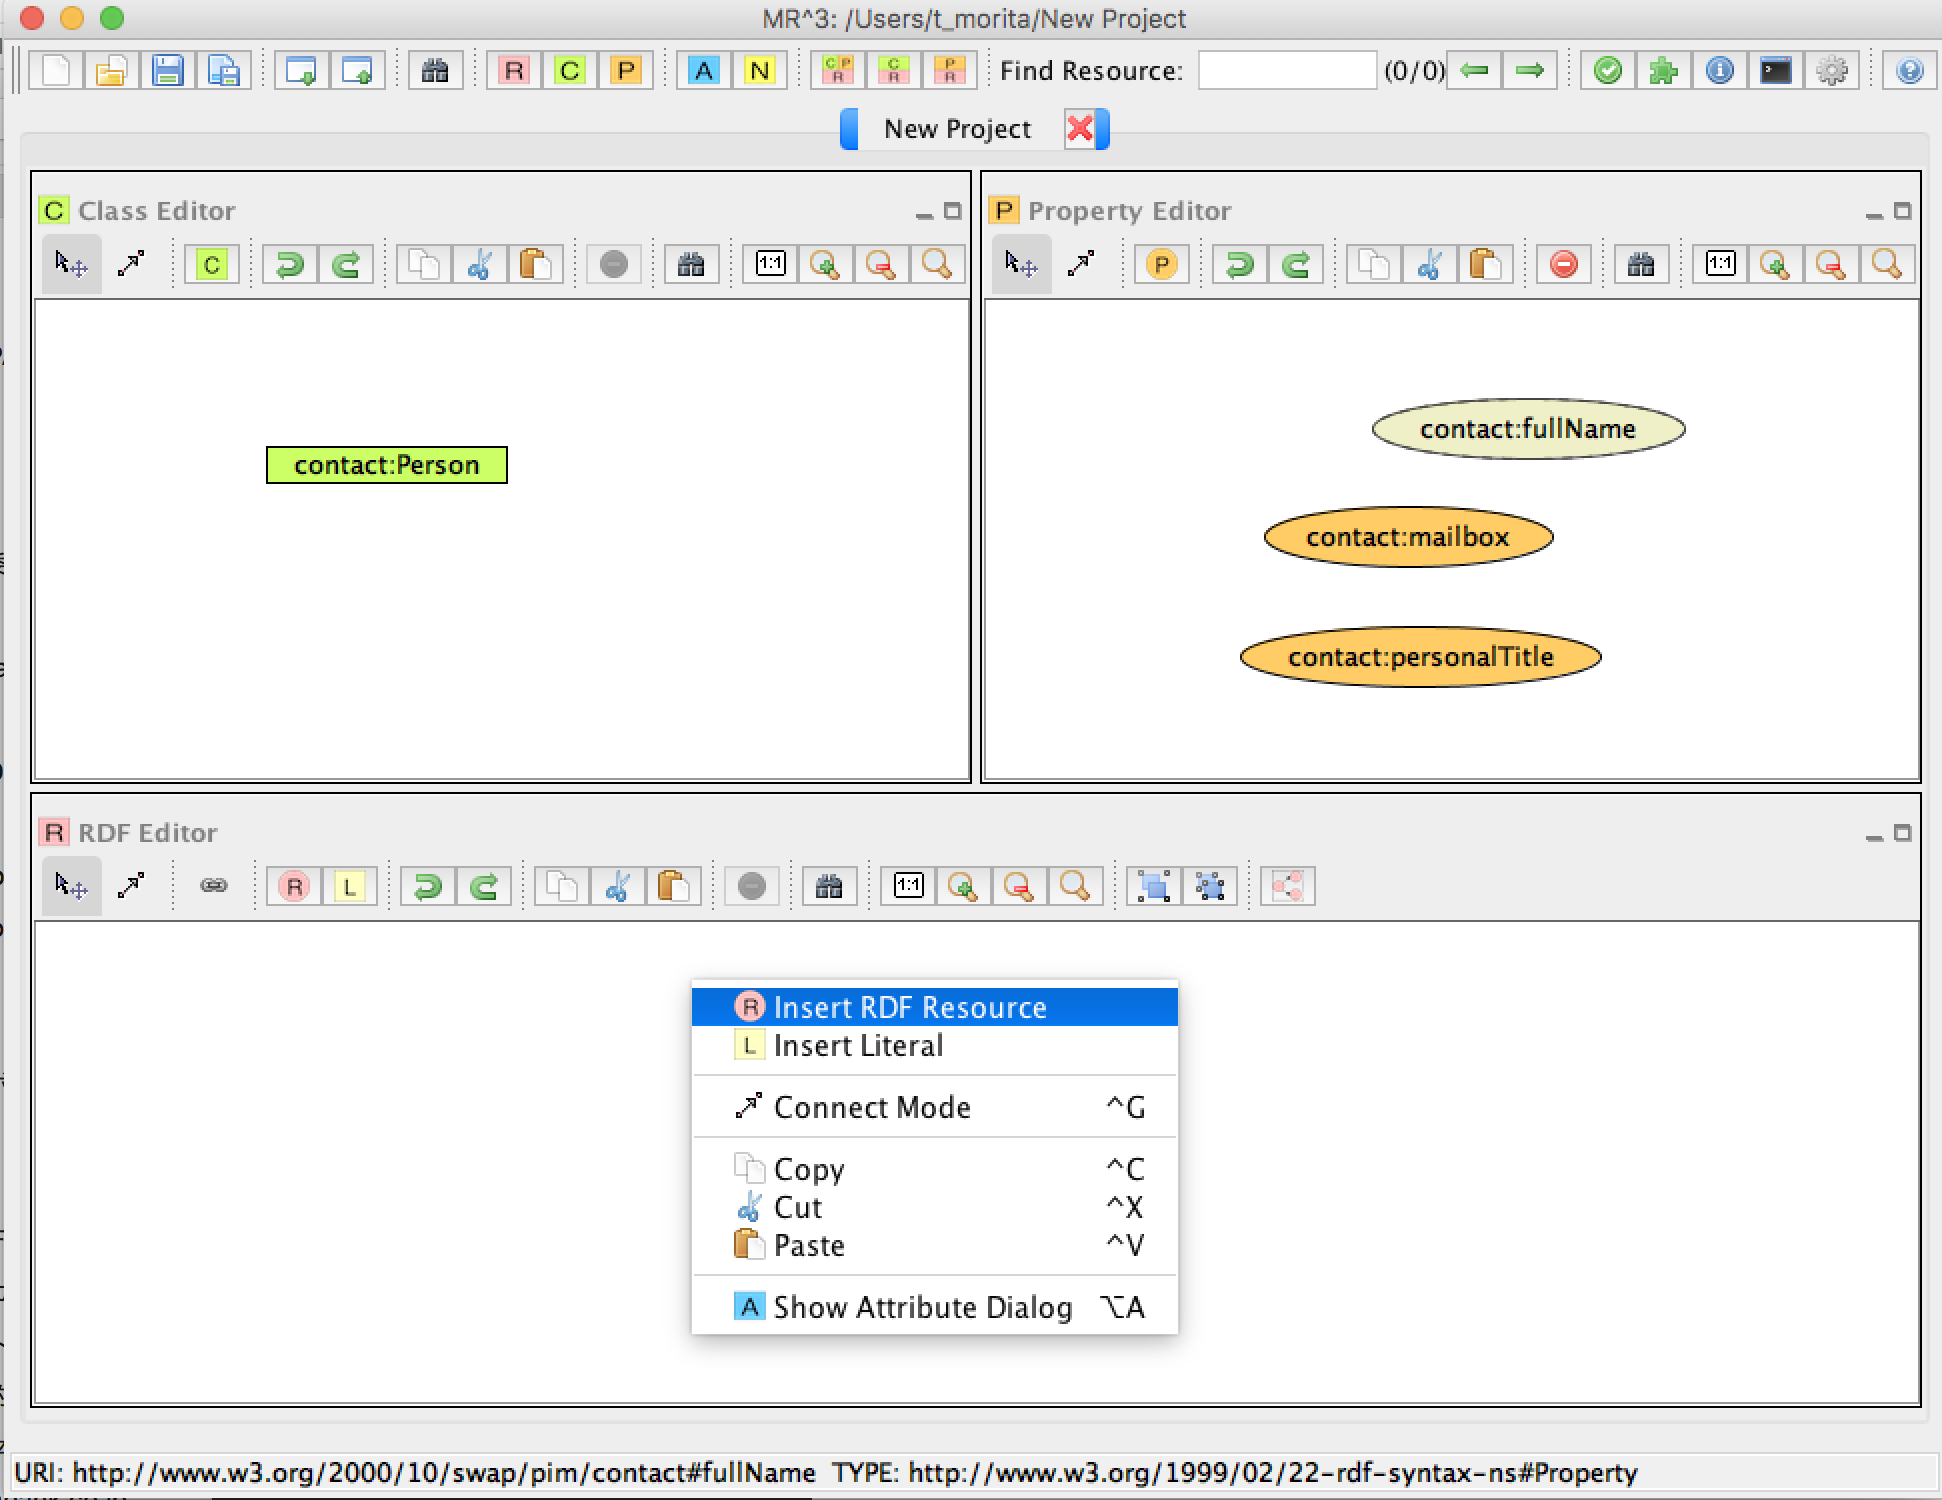 MR^3: /Users/t_morita/New Project
R C P A N C P R C R P R Find Resource: (0/0)
New Project
C Class Editor
C 1:1
contact:Person
P Property Editor
P 1:1
contact:fullName
contact:mailbox
contact:personalTitle
R RDF Editor
R L 1:1
R Insert RDF Resource
L Insert Literal
Connect Mode ^G
Copy ^C
Cut ^X
Paste ^V
A Show Attribute Dialog ⌥A
URI: http://www.w3.org/2000/10/swap/pim/contact#fullName TYPE: http://www.w3.org/1999/02/22-rdf-syntax-ns#Property